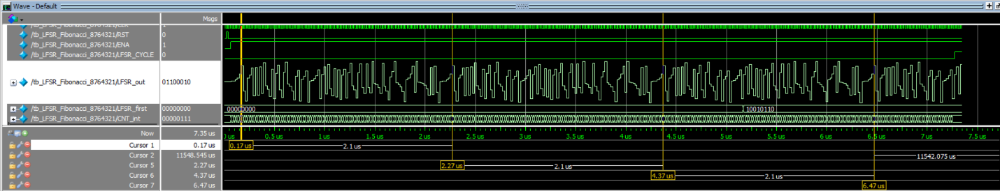 Wave - Default
Msgs
/tb_LFSR_Fibonacci_8764321/CLK 1
/tb_LFSR_Fibonacci_8764321/RST 0
/tb_LFSR_Fibonacci_8764321/ENA 1
/tb_LFSR_Fibonacci_8764321/LFSR_CYCLE 0
/tb_LFSR_Fibonacci_8764321/LFSR_out 01100010
/tb_LFSR_Fibonacci_8764321/LFSR_first 00000000 00000000 10010110
/tb_LFSR_Fibonacci_8764321/CNT_int 00000111
Now 7.35 us 0.5 us 1 us 1.5 us 2 us 2.5 us 3 us 3.5 us 4 us 4.5 us 5 us 5.5 us 6 us 6.5 us 7 us 7.5 us
Cursor 1 0.17 us 0.17 us 2.1 us
Cursor 2 11548.545 us 11542.075 us
Cursor 5 2.27 us 2.27 us 2.1 us
Cursor 6 4.37 us 4.37 us 2.1 us
Cursor 7 6.47 us 6.47 us